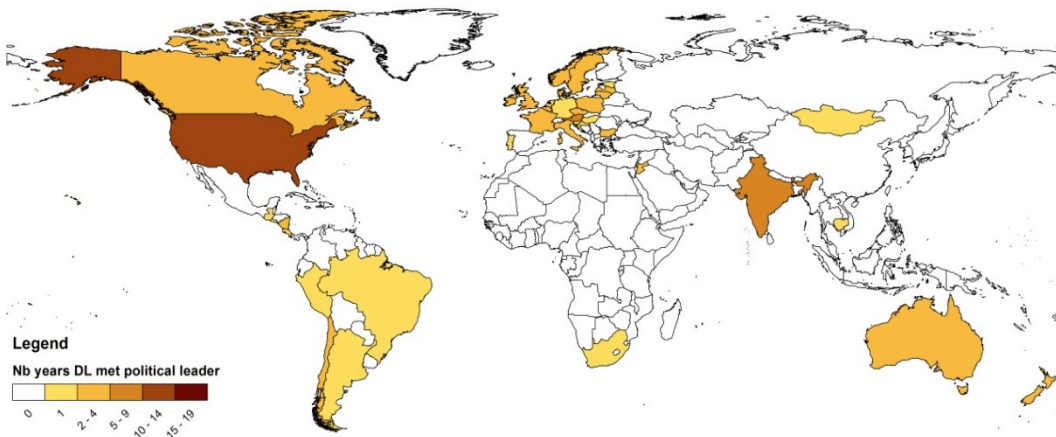 Legend
Nb years DL met political leader
0
1
2 - 4
5 - 9
10 - 14
15 - 19